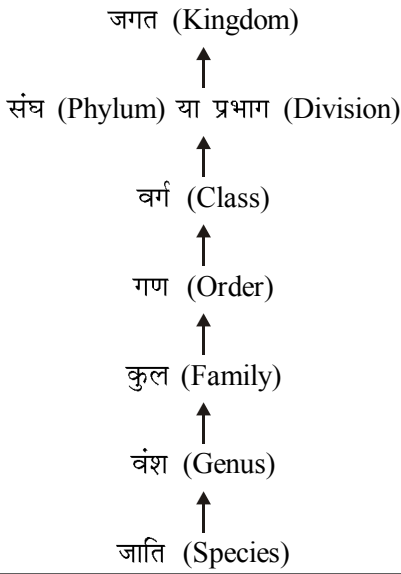 जगत (Kingdom)
संघ (Phylum) या प्रभाग (Division)
वर्ग (Class)
गण (Order)
कुल (Family)
वंश (Genus)
जाति (Species)